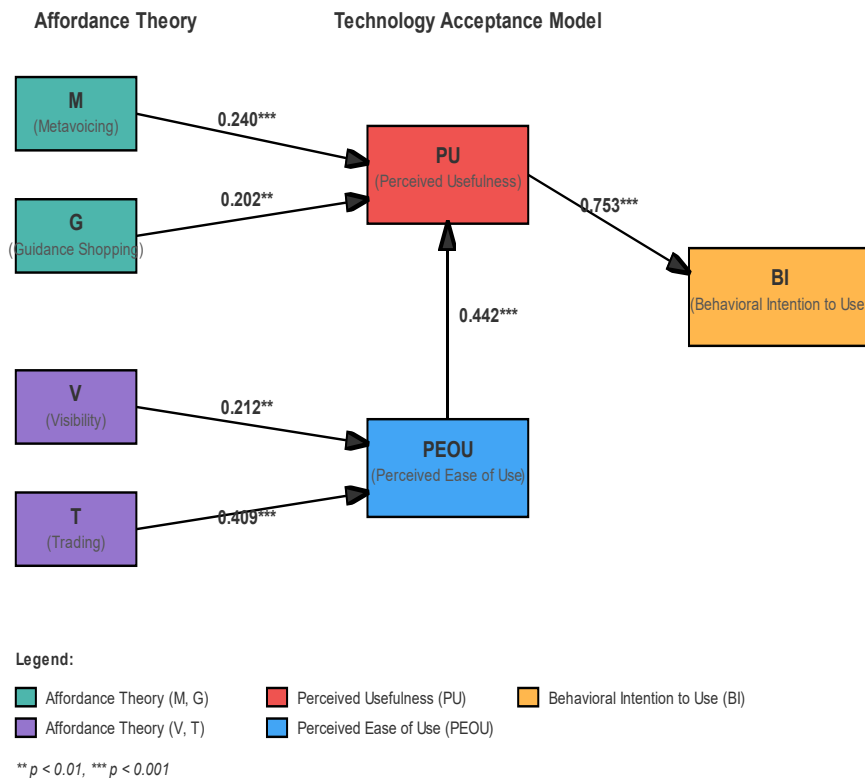 Affordance Theory
Technology Acceptance Model
M
(Metavoicing)
0.240***
PU
(Perceived Usefulness)
G
(Guidance Shopping)
0.202**
0.753***
BI
(Behavioral Intention to Use
0.442***
V
(Visibility)
0.212**
PEOU
(Perceived Ease of Use)
T
(Trading)
0.409***
Legend:
Affordance Theory (M, G)
Perceived Usefulness (PU)
Behavioral Intention to Use (BI)
Affordance Theory (V, T)
Perceived Ease of Use (PEOU)
** p < 0.01, *** p < 0.001